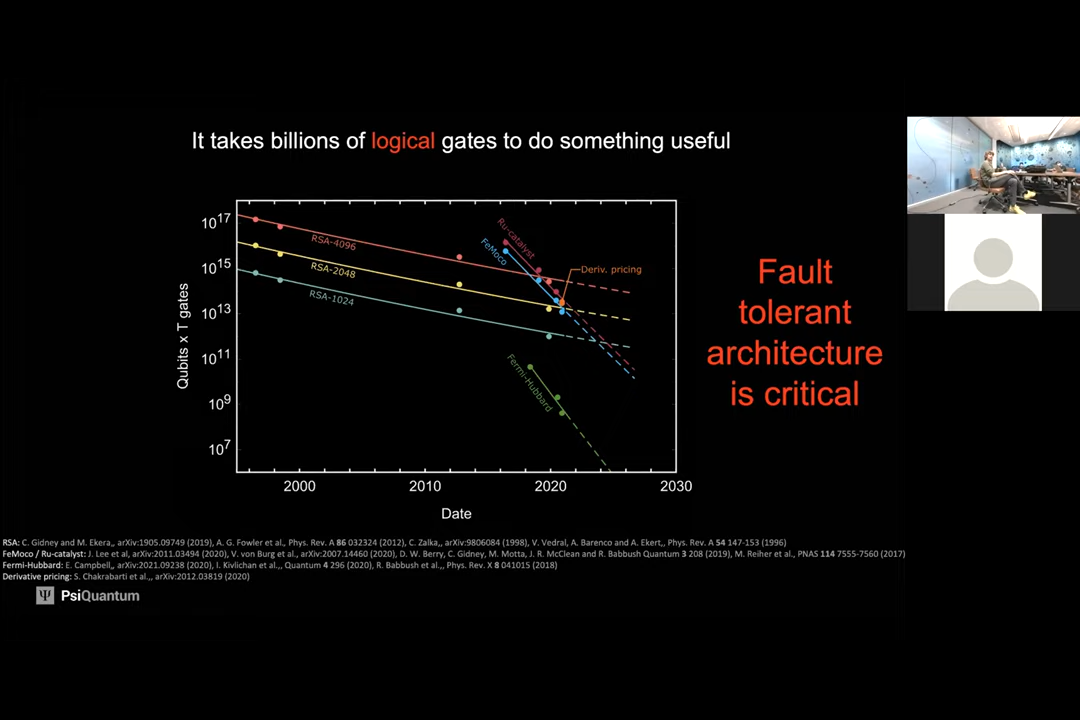 It takes billions of logical gates to do something useful
10^17
10^15
10^13
10^11
10^9
10^7
Qubits x T gates
RSA-4096
RSA-2048
RSA-1024
Ru-catalyst
FeMoco
Deriv. pricing
Fermi-Hubbard
2000
2010
2020
2030
Date
Fault
tolerant
architecture
is critical
RSA: C. Gidney and M. Ekera,, arXiv:1905.09749 (2019), A. G. Fowler et al., Phys. Rev. A 86 032324 (2012), C. Zalka,, arXiv:9806084 (1998), V. Vedral, A. Barenco and A. Ekert,, Phys. Rev. A 54 147-153 (1996)
FeMoco / Ru-catalyst: J. Lee et al, arXiv:2011.03494 (2020), V. von Burg et al., arXiv:2007.14460 (2020), D. W. Berry, C. Gidney, M. Motta, J. R. McClean and R. Babbush Quantum 3 208 (2019), M. Reiher et al., PNAS 114 7555-7560 (2017)
Fermi-Hubbard: E. Campbell,, arXiv:2021.09238 (2020), I. Kivlichan et al.,, Quantum 4 296 (2020), R. Babbush et al.,, Phys. Rev. X 8 041015 (2018)
Derivative pricing: S. Chakrabarti et al.,, arXiv:2012.03819 (2020)
Ψ PsiQuantum